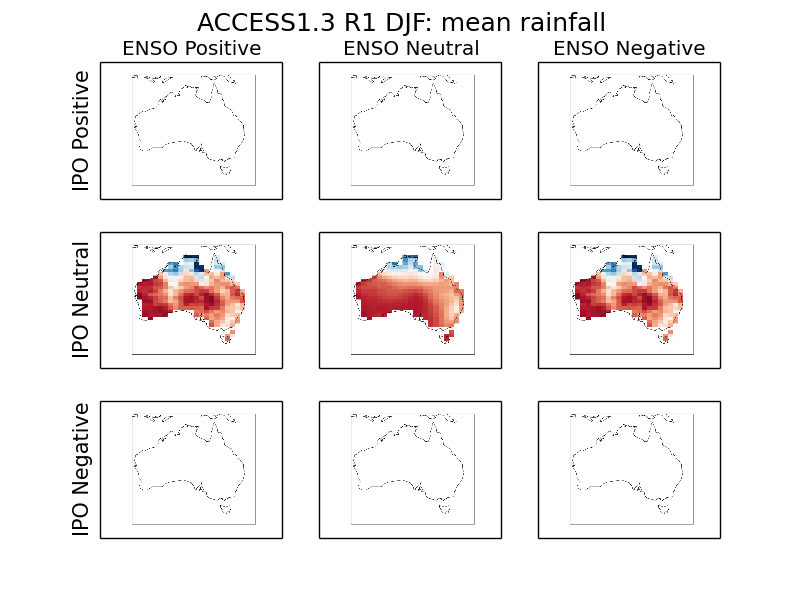 ACCESS1.3 R1 DJF: mean rainfall
ENSO Positive
ENSO Neutral
ENSO Negative
IPO Positive
IPO Neutral
IPO Negative